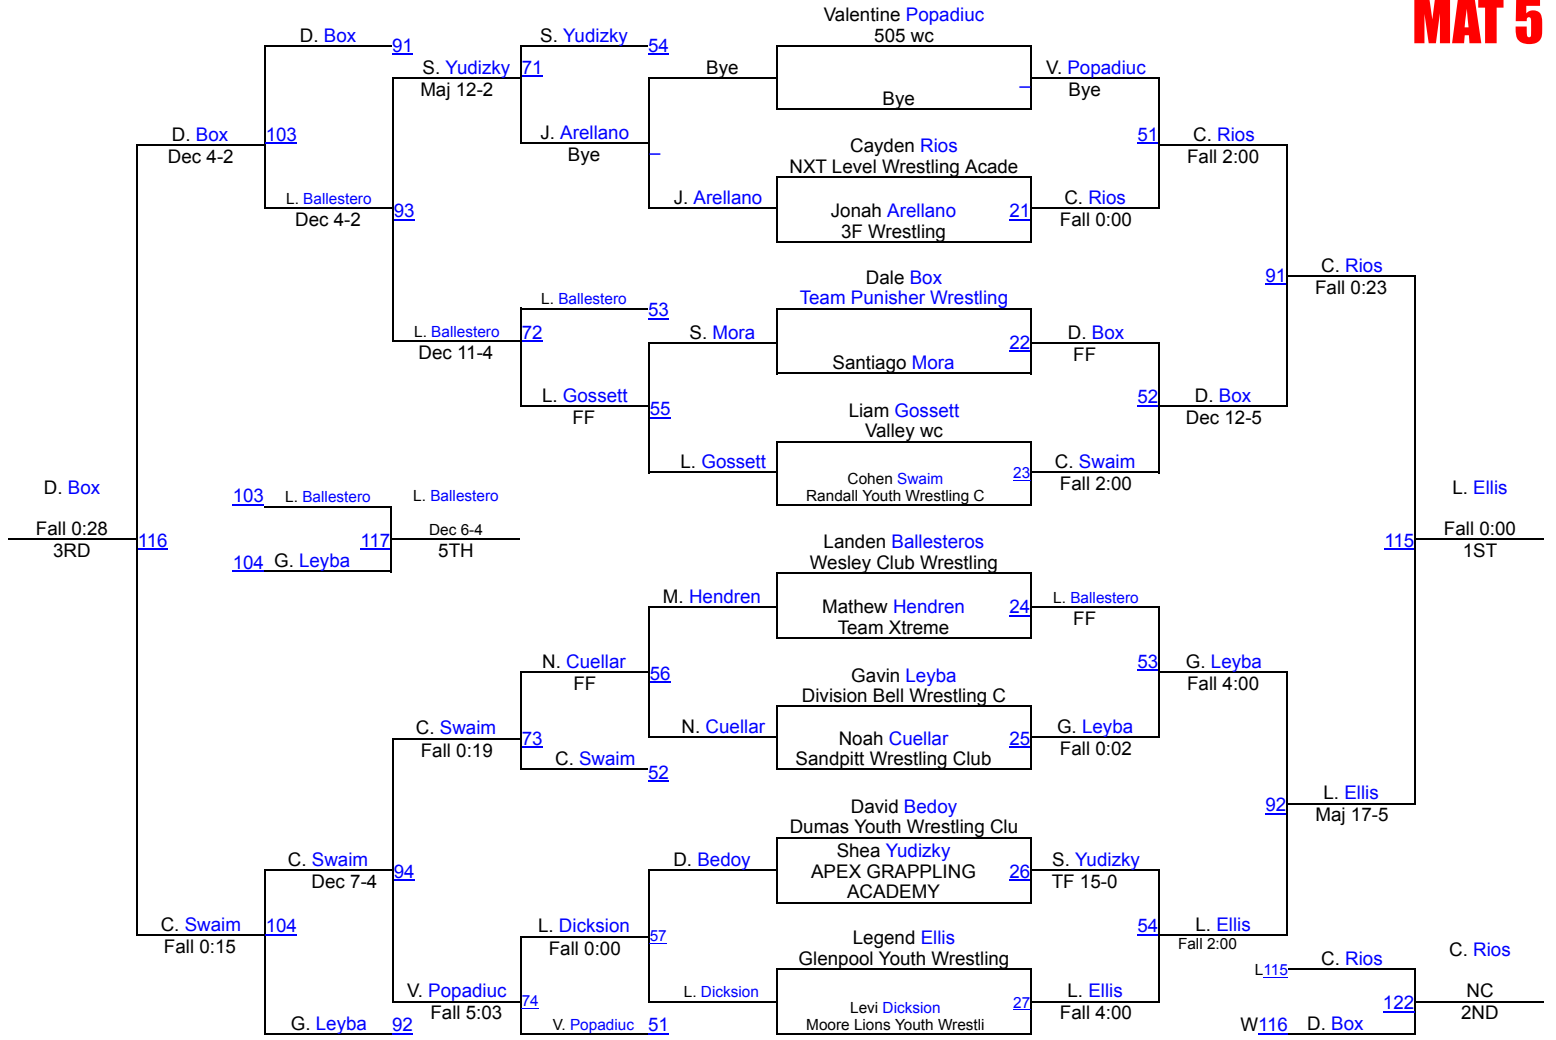 MAT 5
Valentine Popadiuc
505 wc
Bye
V. Popadiuc
Bye
Cayden Rios
NXT Level Wrestling Acade
Jonah Arellano
3F Wrestling
21
C. Rios
Fall 0:00
51
C. Rios
Fall 2:00
Dale Box
Team Punisher Wrestling
Santiago Mora
22
D. Box
FF
Liam Gossett
Valley wc
Cohen Swaim
Randall Youth Wrestling C
23
C. Swaim
Fall 2:00
52
D. Box
Dec 12-5
91
C. Rios
Fall 0:23
Landen Ballesteros
Wesley Club Wrestling
Mathew Hendren
Team Xtreme
24
L. Ballestero
FF
Gavin Leyba
Division Bell Wrestling C
Noah Cuellar
Sandpitt Wrestling Club
25
G. Leyba
Fall 0:02
53
G. Leyba
Fall 4:00
David Bedoy
Dumas Youth Wrestling Clu
Shea Yudizky
APEX GRAPPLING
ACADEMY
26
S. Yudizky
TF 15-0
Legend Ellis
Glenpool Youth Wrestling
Levi Dicksion
Moore Lions Youth Wrestli
27
L. Ellis
Fall 4:00
54
L. Ellis
Fall 2:00
92
L. Ellis
Maj 17-5
115
L. Ellis
Fall 0:00
1ST
L115
C. Rios
W116
D. Box
122
C. Rios
NC
2ND
Bye
J. Arellano
J. Arellano
Bye
S. Yudizky
54
71
S. Yudizky
Maj 12-2
S. Mora
L. Gossett
55
L. Gossett
FF
L. Ballestero
53
72
L. Ballestero
Dec 11-4
93
L. Ballestero
Dec 4-2
D. Box
91
103
D. Box
Dec 4-2
M. Hendren
N. Cuellar
56
N. Cuellar
FF
C. Swaim
52
73
C. Swaim
Fall 0:19
D. Bedoy
L. Dicksion
57
L. Dicksion
Fall 0:00
V. Popadiuc
51
74
V. Popadiuc
Fall 5:03
94
C. Swaim
Dec 7-4
G. Leyba
92
104
C. Swaim
Fall 0:15
116
D. Box
Fall 0:28
3RD
103
L. Ballestero
104
G. Leyba
117
L. Ballestero
Dec 6-4
5TH